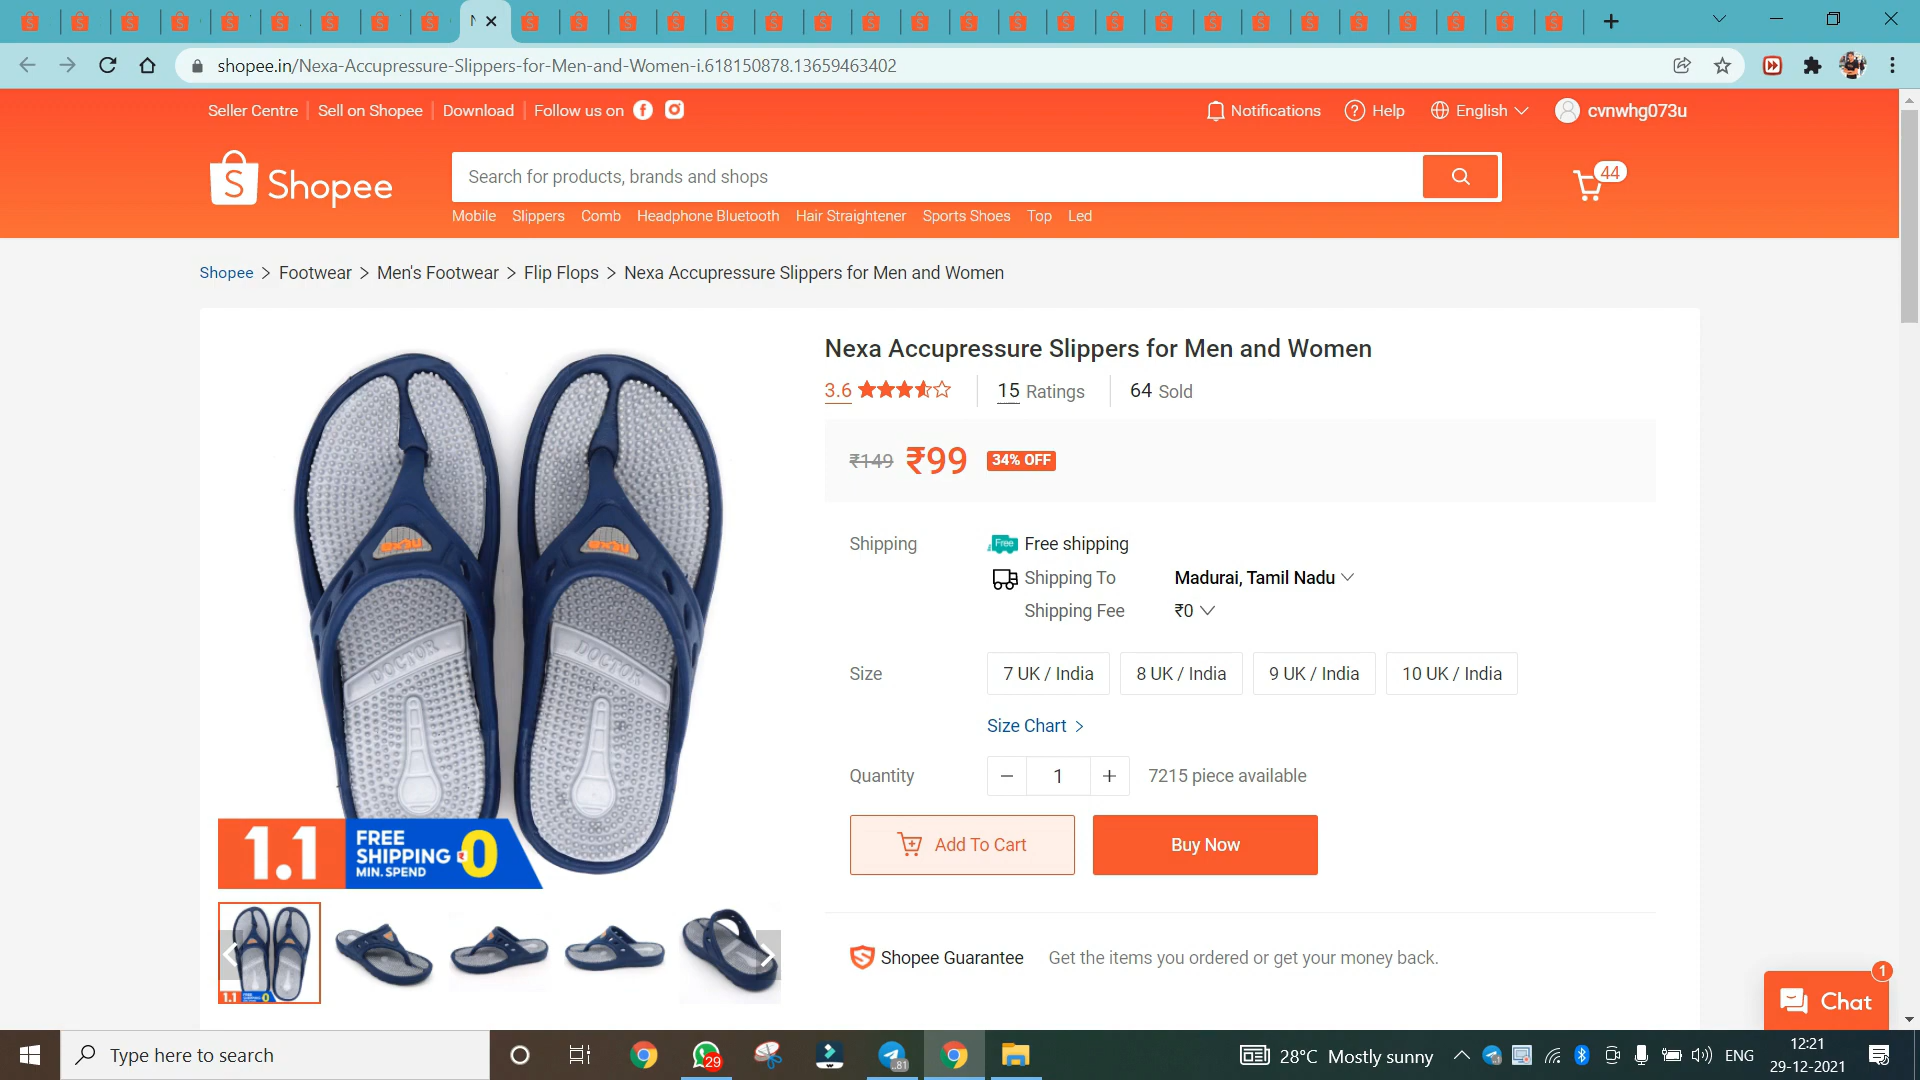 shopee.in/Nexa-Accupressure-Slippers-for-Men-and-Women-i.618150878.13659463402
Seller Centre Sell on Shopee Download Follow us on
Notifications Help English cvnwhg073u
Shopee
Search for products, brands and shops
44
Mobile Slippers Comb Headphone Bluetooth Hair Straightener Sports Shoes Top Led
Shopee > Footwear > Men's Footwear > Flip Flops > Nexa Accupressure Slippers for Men and Women
Nexa Accupressure Slippers for Men and Women
3.6 15 Ratings 64 Sold
₹149 ₹99 34% OFF
Shipping Free Free shipping
Shipping To Madurai, Tamil Nadu
Shipping Fee ₹0
Size 7 UK / India 8 UK / India 9 UK / India 10 UK / India
Size Chart >
Quantity − 1 + 7215 piece available
Add To Cart Buy Now
DOCTOR DOCTOR
1.1 FREE SHIPPING MIN. SPEND 0
Shopee Guarantee Get the items you ordered or get your money back.
1
Chat
Type here to search
29
81
28°C Mostly sunny
ENG
12:21
29-12-2021